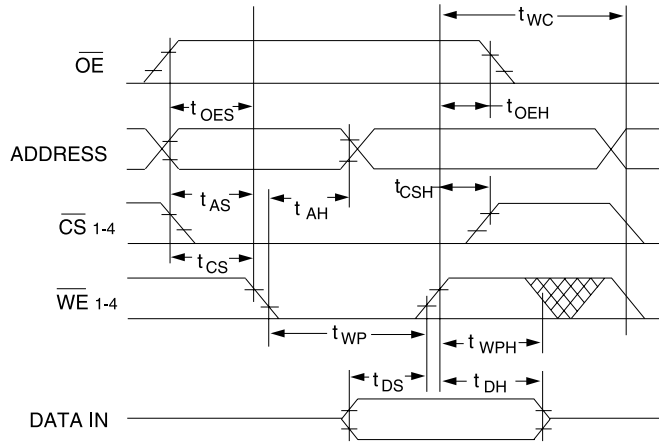 t WC
OE
t OES
t OEH
ADDRESS
t CSH
t AS
t AH
CS 1-4
t CS
WE 1-4
t WP
t WPH
t DS
t DH
DATA IN